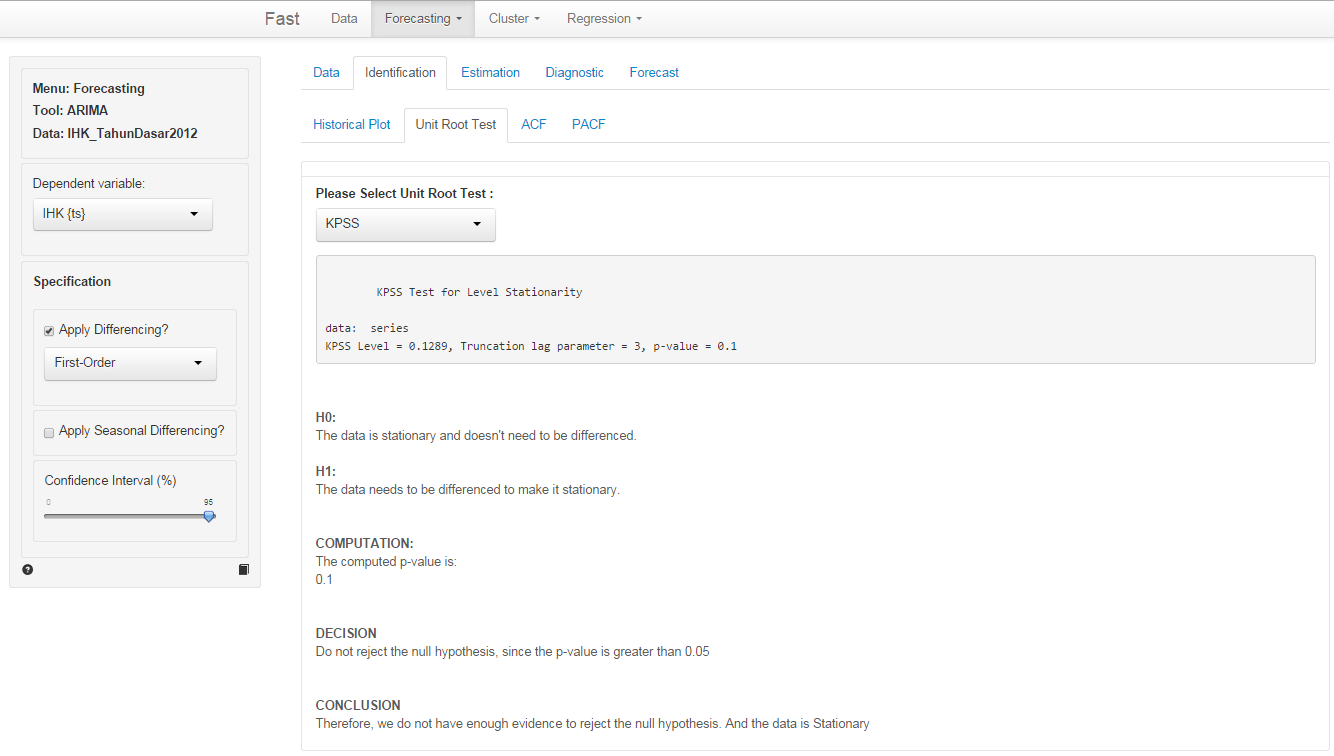 Fast Data Forecasting Cluster Regression
Menu: Forecasting
Tool: ARIMA
Data: IHK_TahunDasar2012
Dependent variable:
IHK {ts}
Specification
Apply Differencing?
First-Order
Apply Seasonal Differencing?
Confidence Interval (%)
0 95
Data Identification Estimation Diagnostic Forecast
Historical Plot Unit Root Test ACF PACF
Please Select Unit Root Test :
KPSS
KPSS Test for Level Stationarity
data: series
KPSS Level = 0.1289, Truncation lag parameter = 3, p-value = 0.1
H0:
The data is stationary and doesn't need to be differenced.
H1:
The data needs to be differenced to make it stationary.
COMPUTATION:
The computed p-value is:
0.1
DECISION
Do not reject the null hypothesis, since the p-value is greater than 0.05
CONCLUSION
Therefore, we do not have enough evidence to reject the null hypothesis. And the data is Stationary